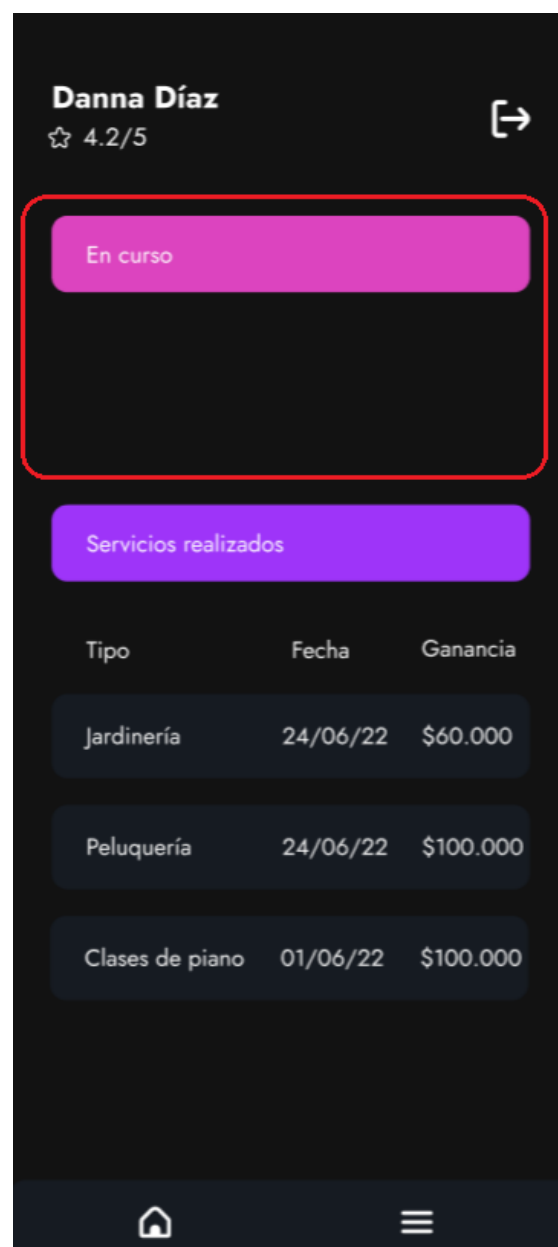 Danna Díaz
4.2/5
En curso
Servicios realizados
Tipo Fecha Ganancia
Jardinería 24/06/22 $60.000
Peluquería 24/06/22 $100.000
Clases de piano 01/06/22 $100.000